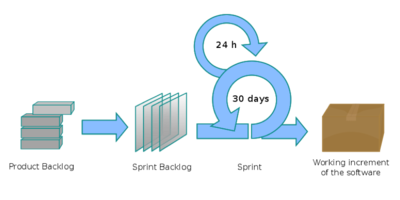 24 h
30 days
Product Backlog
Sprint Backlog
Sprint
Working increment
of the software